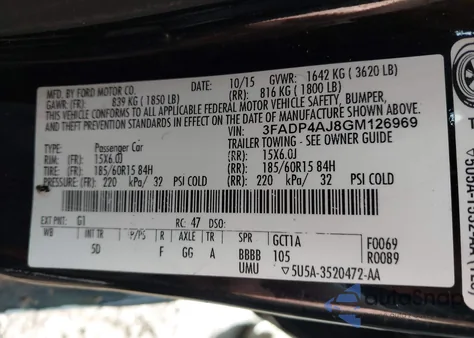 MFD. BY FORD MOTOR CO.
DATE: 10/15 GVWR: 1642 KG (3620 LB)
GAWR: (FR): 839 KG (1850 LB) (RR): 816 KG (1800 LB)
THIS VEHICLE CONFORMS TO ALL APPLICABLE FEDERAL MOTOR VEHICLE SAFETY, BUMPER,
AND THEFT PREVENTION STANDARDS IN EFFECT ON THE DATE OF MANUFACTURE SHOWN ABOVE.
VIN: 3FADP4AJ8GM126969
TYPE: Passenger Car TRAILER TOWING - SEE OWNER GUIDE
RIM: (FR) 15X6.0J (RR): 15X6.0J
TIRE: 185/60R15 84H (RR): 185/60R15 84H
PRESSURE: (FR) 220 kPa/ 32 PSI COLD (RR): 220 kPa/ 32 PSI COLD
EXT PNT: G1 RC: 47 DSO:
WB INT TR P/PS R AXLE TR SPR GCT1A F0069
5D F GG A BBBB 105 R0089
UMU 5U5A-3520472-AA
AutoSnap